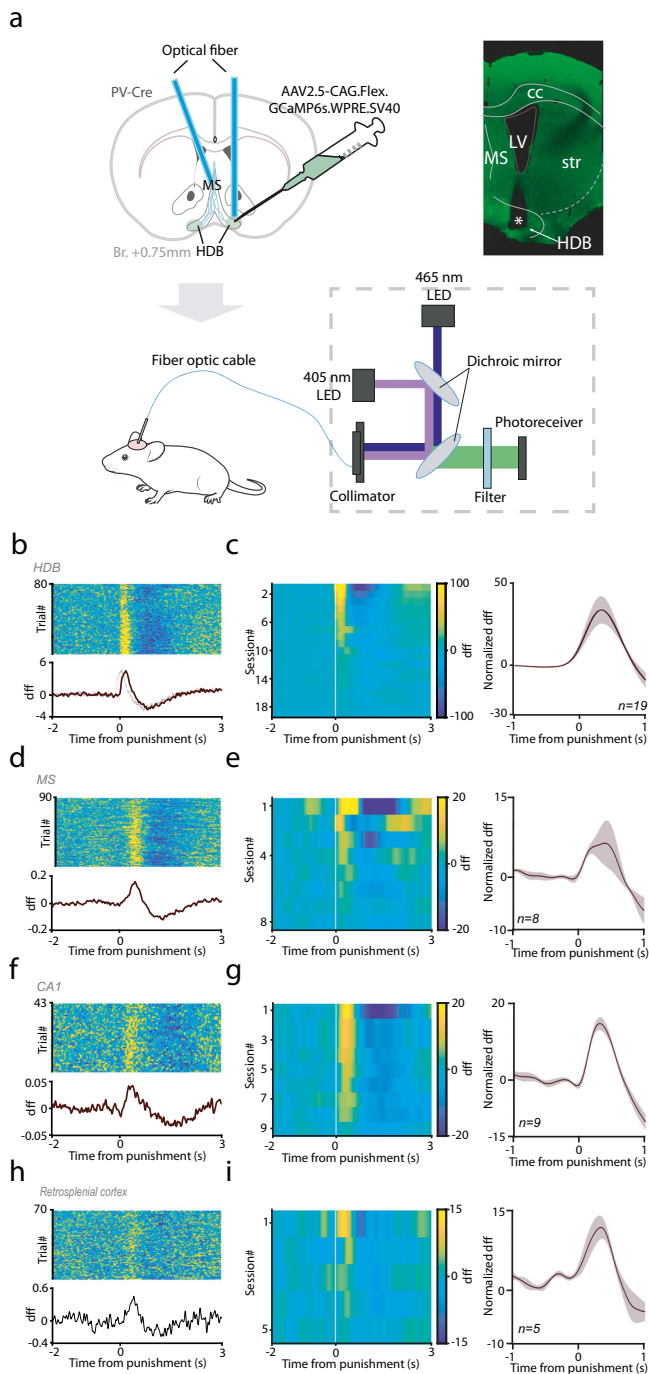 a
Optical fiber
PV-Cre
AAV2.5-CAG.Flex.
GCaMP6s.WPRE.SV40
MS
HDB
Br. +0.75mm
cc
LV
MS
str
*
HDB
465 nm
LED
Fiber optic cable
405 nm
LED
Dichroic mirror
Photoreceiver
Collimator
Filter
b
HDB
80
Trial#
6
0
-4
dff
-2 0 3
Time from punishment (s)
c
2
6
10
14
18
Session#
-2 0 3
Time from punishment (s)
100
50
0
-50
-100
dff
50
0
-30
Normalized dff
n=19
-1 0 1
Time from punishment (s)
d
MS
90
Trial#
0.2
0
-0.2
dff
-2 0 3
Time from punishment (s)
e
1
4
8
Session#
-2 0 3
Time from punishment (s)
20
0
-20
dff
15
0
-10
Normalized dff
n=8
-1 0 1
Time from punishment (s)
f
CA1
43
Trial#
0.05
0
-0.05
dff
-2 0 3
Time from punishment (s)
g
1
3
5
7
9
Session#
-2 0 3
Time from punishment (s)
20
0
-20
dff
20
0
-15
Normalized dff
n=9
-1 0 1
Time from punishment (s)
h
Retrosplenial cortex
70
Trial#
0.6
0
-0.4
dff
-2 0 3
Time from punishment (s)
i
1
5
Session#
-2 0 3
Time from punishment (s)
15
0
-15
dff
15
0
-10
Normalized dff
n=5
-1 0 1
Time from punishment (s)